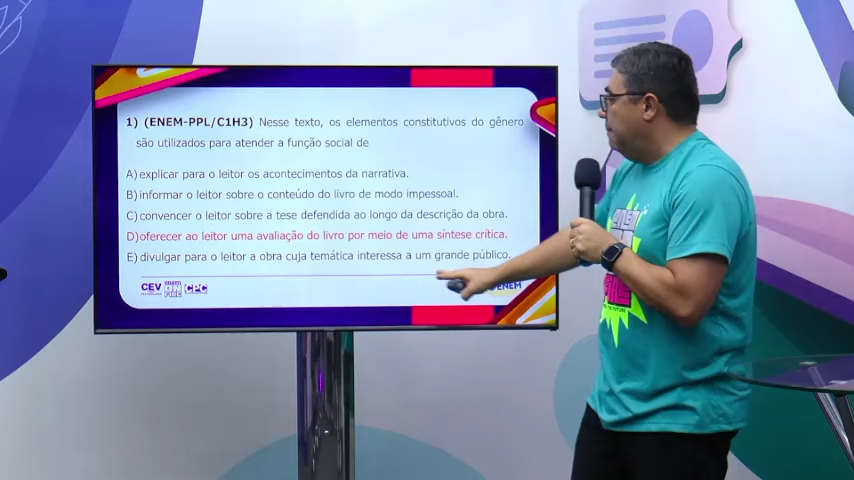 1) (ENEM-PPL/C1H3) Nesse texto, os elementos constitutivos do gênero
são utilizados para atender a função social de
A) explicar para o leitor os acontecimentos da narrativa.
B) informar o leitor sobre o conteúdo do livro de modo impessoal.
C) convencer o leitor sobre a tese defendida ao longo da descrição da obra.
D) oferecer ao leitor uma avaliação do livro por meio de uma síntese crítica.
E) divulgar para o leitor a obra cuja temática interessa a um grande público.
CEV
CPC
ENEM